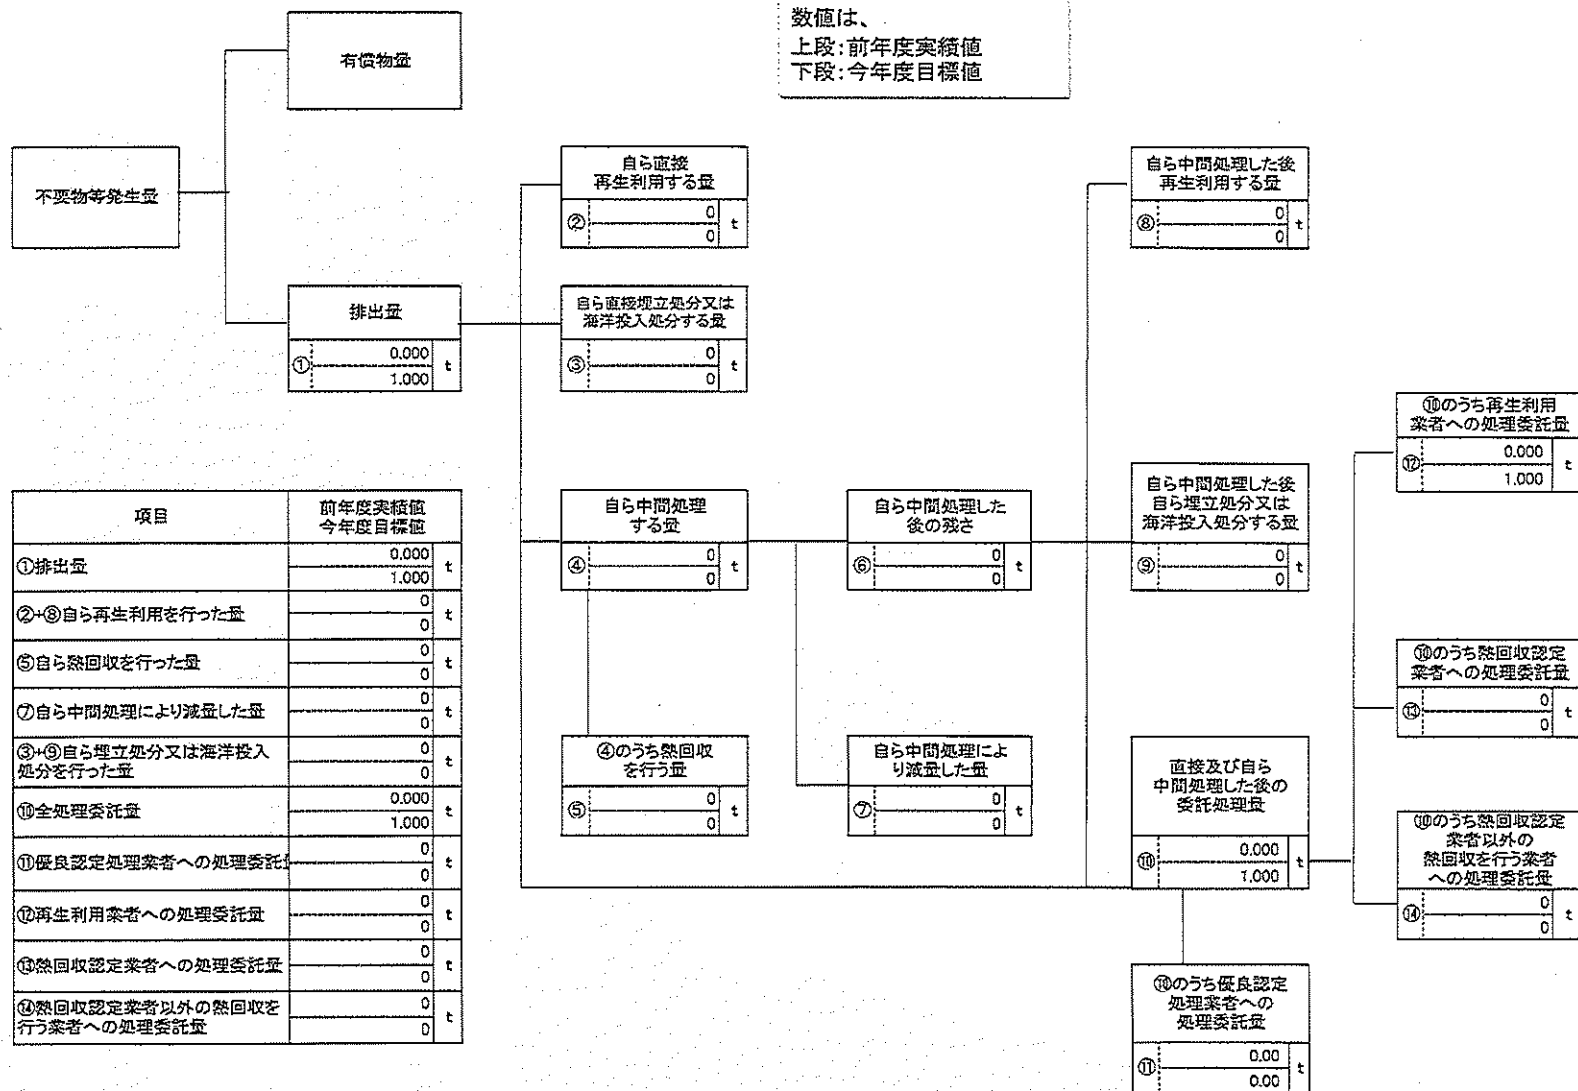 数値は、
上段:前年度実績値
下段:今年度目標値
有償物量
不要物等発生量
排出量
①
0.000
1.000
t
自ら直接
再生利用する量
②
0
0
t
自ら直接埋立処分又は
海洋投入処分する量
③
0
0
t
自ら中間処理
する量
④
0
0
t
④のうち熱回収
を行う量
⑤
0
0
t
自ら中間処理した
後の残さ
⑥
0
0
t
自ら中間処理によ
り減量した量
⑦
0
0
t
自ら中間処理した後
再生利用する量
⑧
0
0
t
自ら中間処理した後
自ら埋立処分又は
海洋投入処分する量
⑨
0
0
t
直接及び自ら
中間処理した後の
委託処理量
⑩
0.000
1.000
t
⑩のうち優良認定
処理業者への
処理委託量
⑪
0.00
0.00
t
⑩のうち再生利用
業者への処理委託量
⑫
0.000
1.000
t
⑩のうち熱回収認定
業者への処理委託量
⑬
0
0
t
⑩のうち熱回収認定
業者以外の
熱回収を行う業者
への処理委託量
⑭
0
0
t
項目
前年度実績値
今年度目標値
①排出量
0.000
1.000
t
②+⑧自ら再生利用を行った量
0
0
t
⑤自ら熱回収を行った量
0
0
t
⑦自ら中間処理により減量した量
0
0
t
③+⑨自ら埋立処分又は海洋投入
処分を行った量
0
0
t
⑩全処理委託量
0.000
1.000
t
⑪優良認定処理業者への処理委託
0
0
t
⑫再生利用業者への処理委託量
0
0
t
⑬熱回収認定業者への処理委託量
0
0
t
⑭熱回収認定業者以外の熱回収を
行う業者への処理委託量
0
0
t